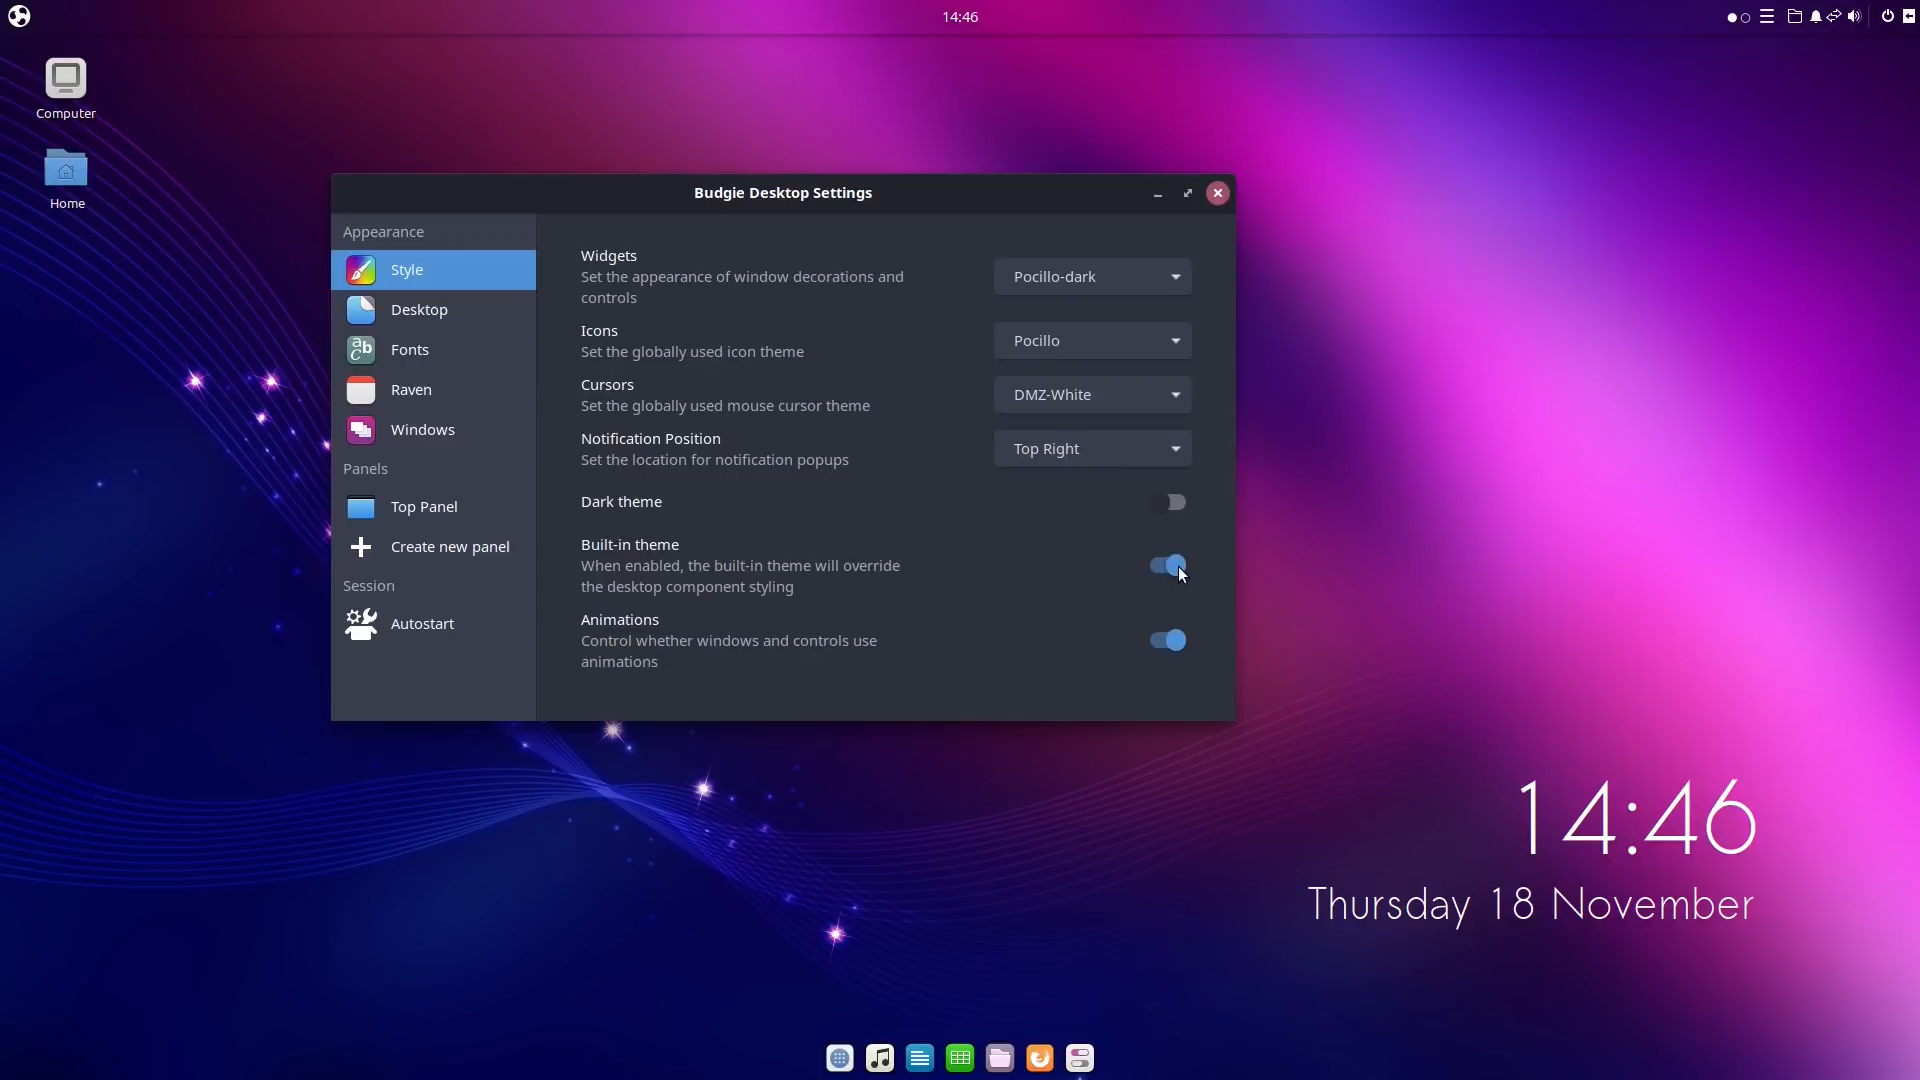 14:46
Computer
Home
Budgie Desktop Settings
Appearance
Style
Desktop
Fonts
Raven
Windows
Panels
Top Panel
Create new panel
Session
Autostart
Widgets
Set the appearance of window decorations and
controls
Pocillo-dark
Icons
Set the globally used icon theme
Pocillo
Cursors
Set the globally used mouse cursor theme
DMZ-White
Notification Position
Set the location for notification popups
Top Right
Dark theme
Built-in theme
When enabled, the built-in theme will override
the desktop component styling
Animations
Control whether windows and controls use
animations
14:46
Thursday 18 November